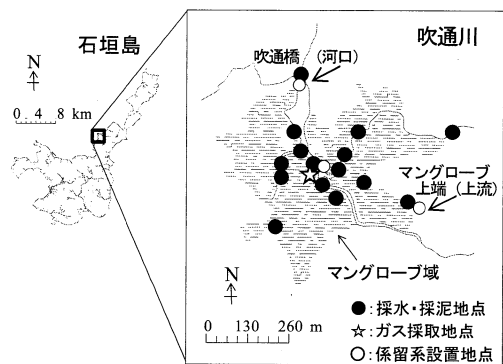 石垣島
N
0 4 8 km
吹通川
吹通橋
(河口)
マングローブ
上端(上流)
マングローブ域
N
0 130 260 m
●:採水・採泥地点
☆:ガス採取地点
○:係留系設置地点